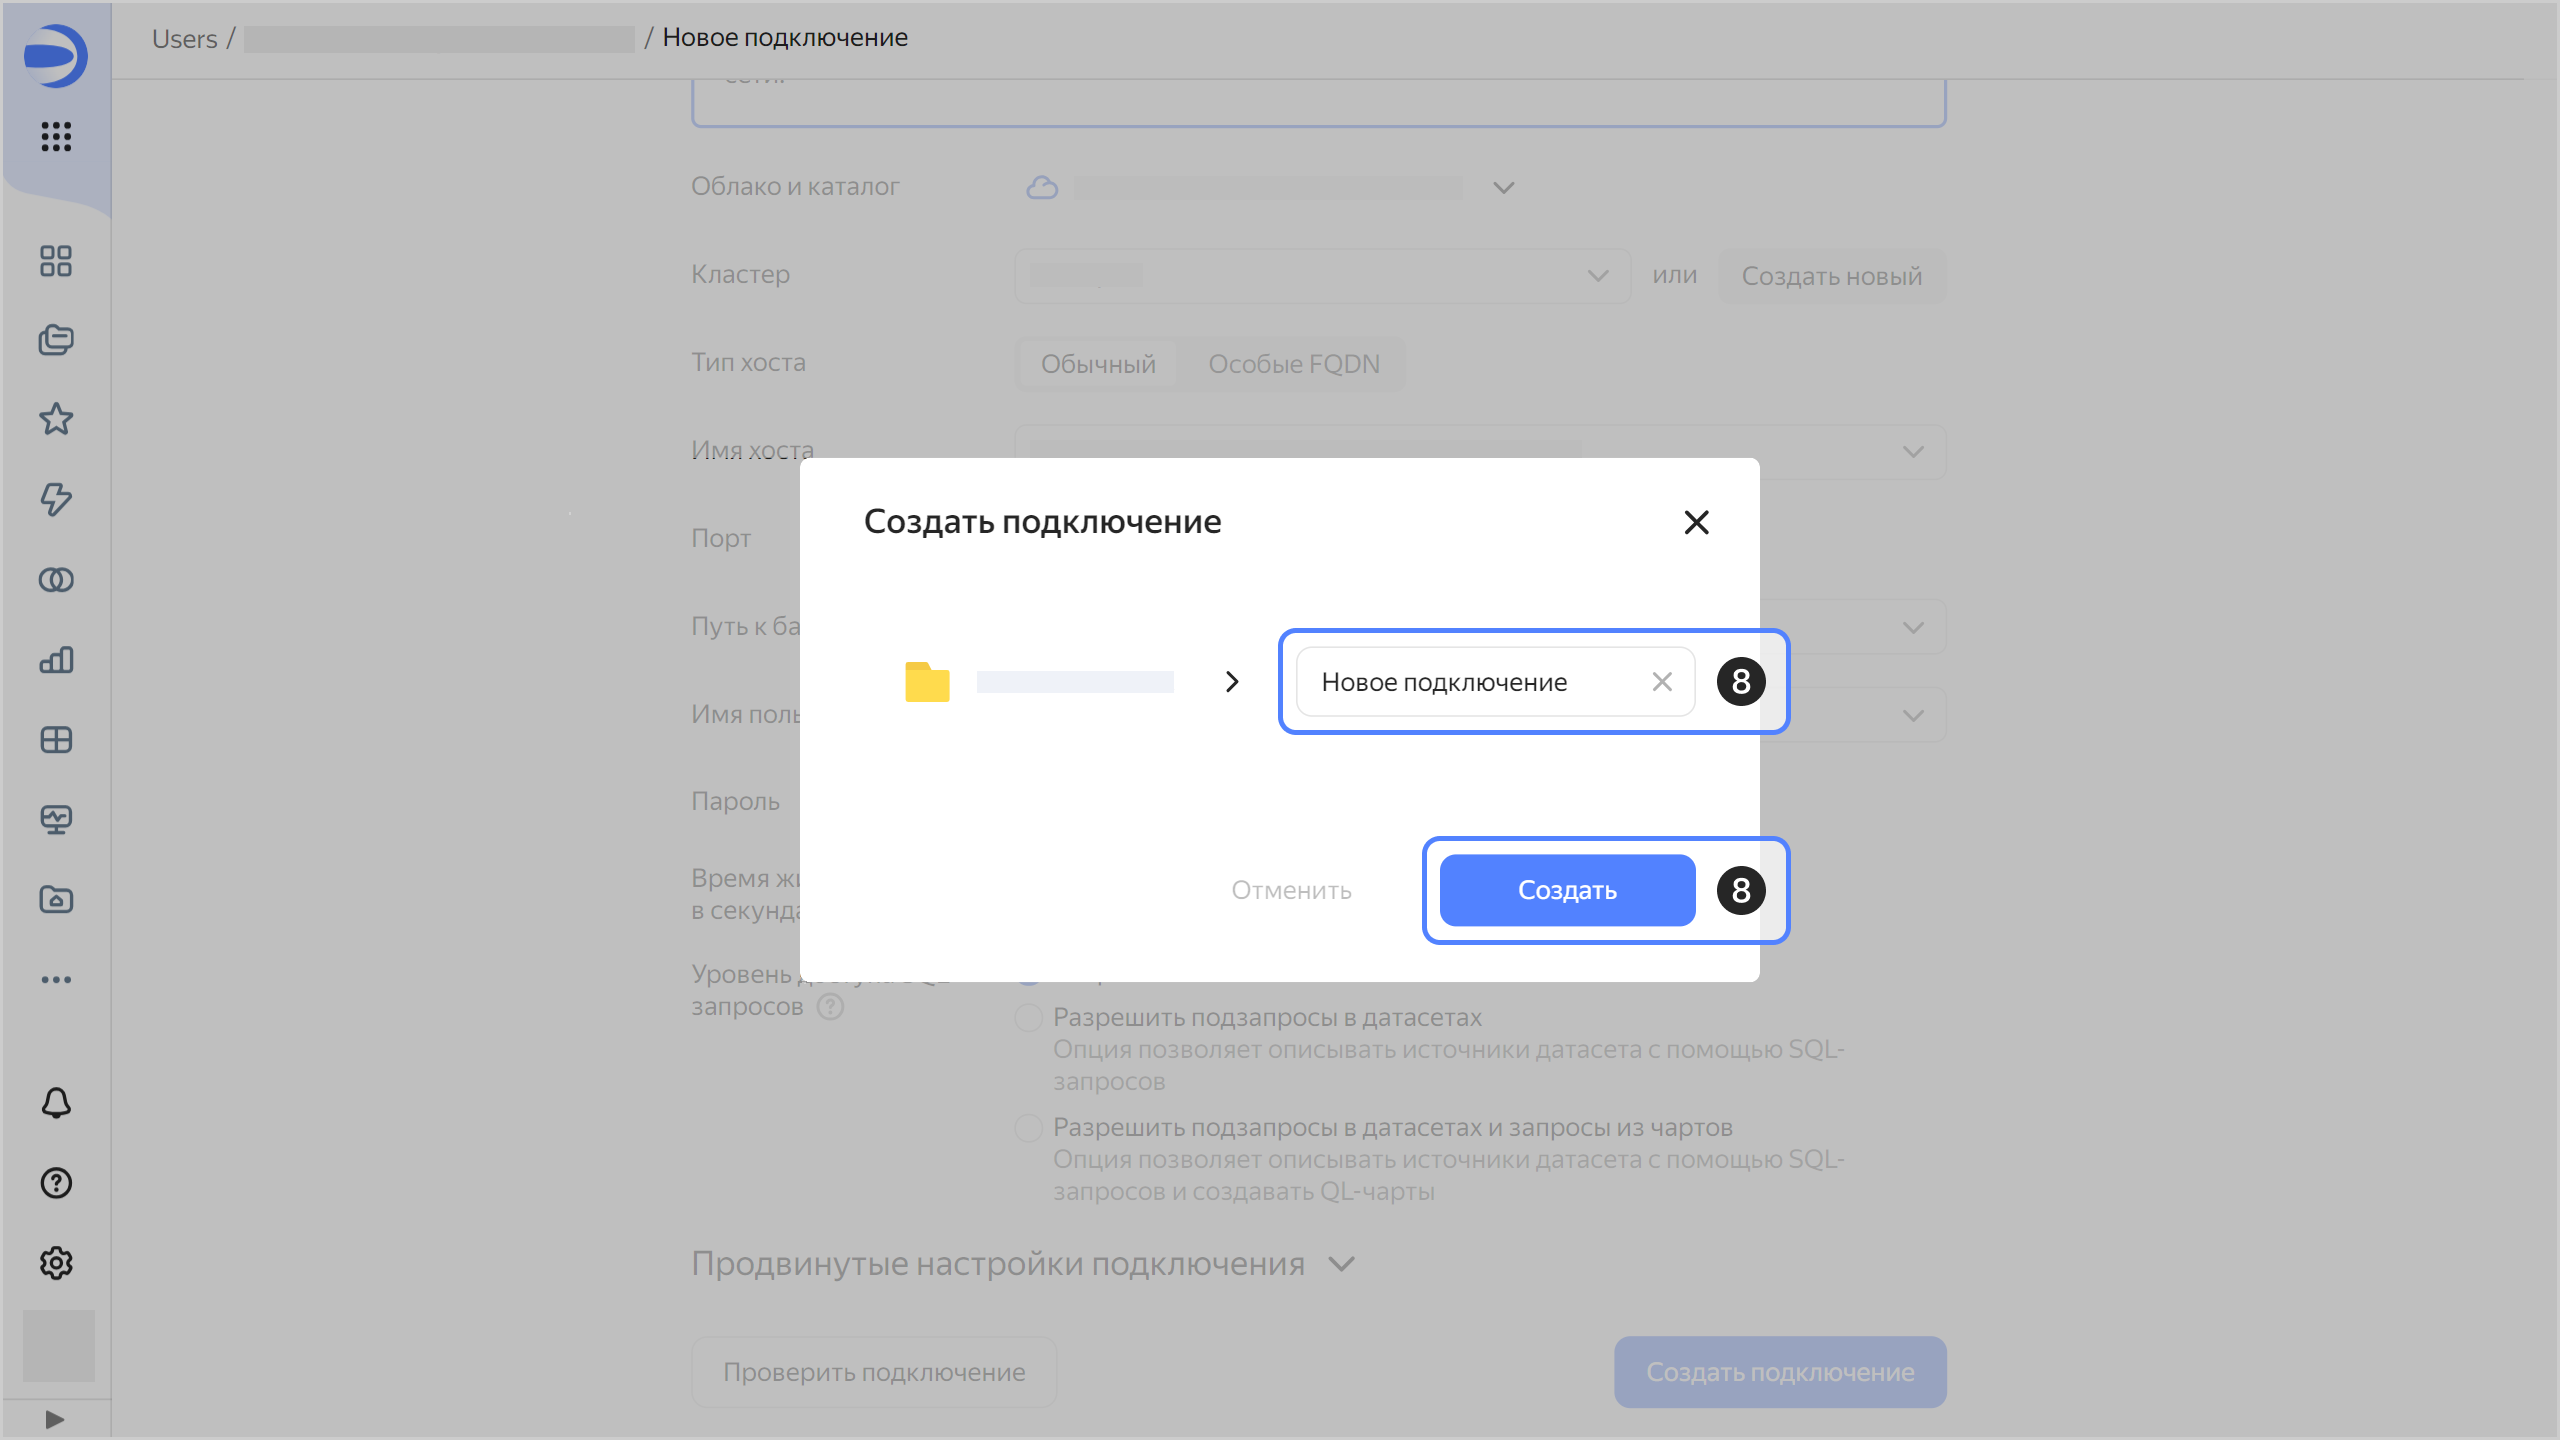 Users / / Новое подключение
Облако и каталог
Кластер
или
Создать новый
Тип хоста
Обычный
Особые FQDN
Имя хоста
Создать подключение
Порт
Путь к ба
Новое подключение
8
Имя поль
Пароль
Время жи
в секунда
Отменить
Создать
8
Уровень
запросов
Разрешить подзапросы в датасетах
Опция позволяет описывать источники датасета с помощью SQL-
запросов
Разрешить подзапросы в датасетах и запросы из чартов
Опция позволяет описывать источники датасета с помощью SQL-
запросов и создавать QL-чарты
Продвинутые настройки подключения
Проверить подключение
Создать подключение